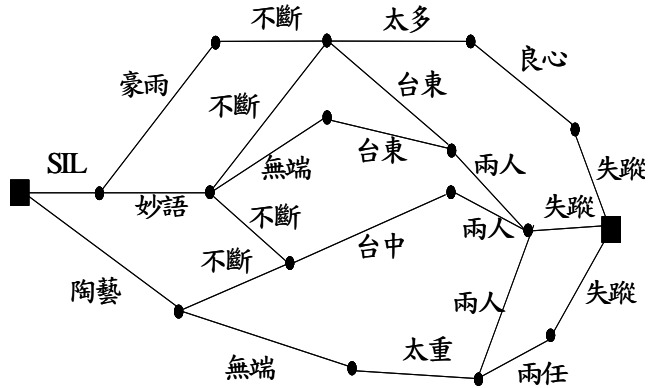 不斷
太多
良心
豪雨
不斷
台東
SIL
無端
台東
兩人
失蹤
妙語
不斷
台中
兩人
失蹤
不斷
陶藝
兩人
失蹤
無端
太重
兩任